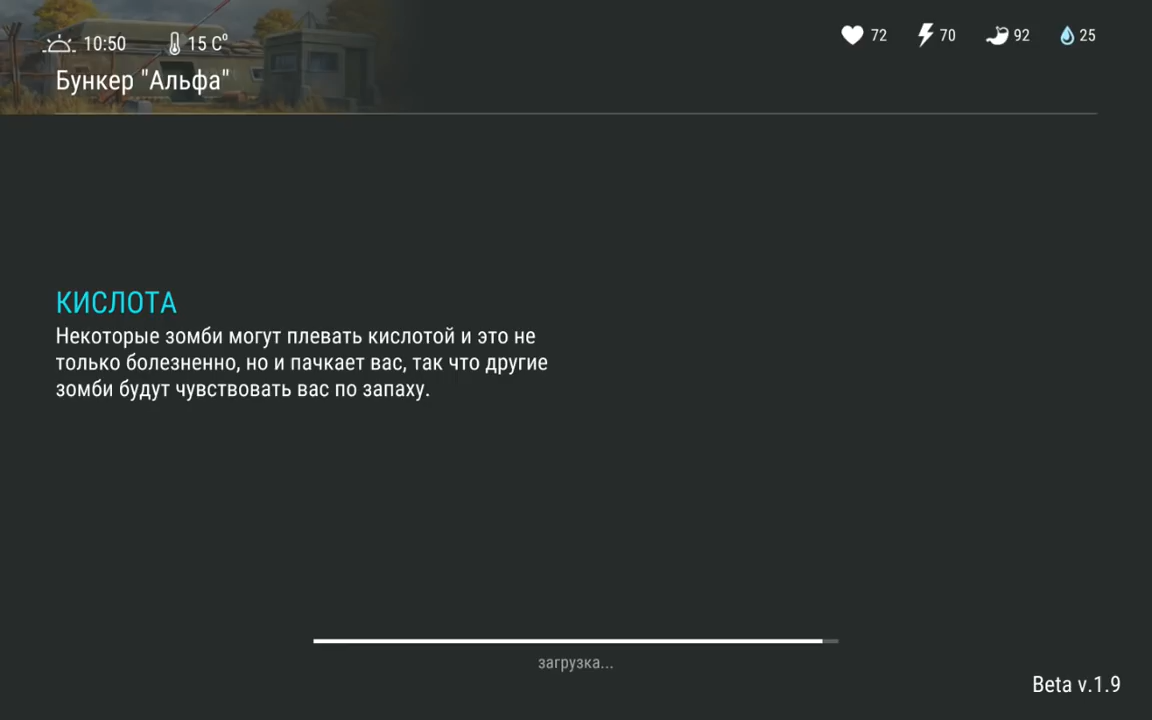 10:50 15 C⁰
72 70 92 25
Бункер "Альфа"
КИСЛОТА
Некоторые зомби могут плевать кислотой и это не
только болезненно, но и пачкает вас, так что другие
зомби будут чувствовать вас по запаху.
загрузка...
Beta v.1.9